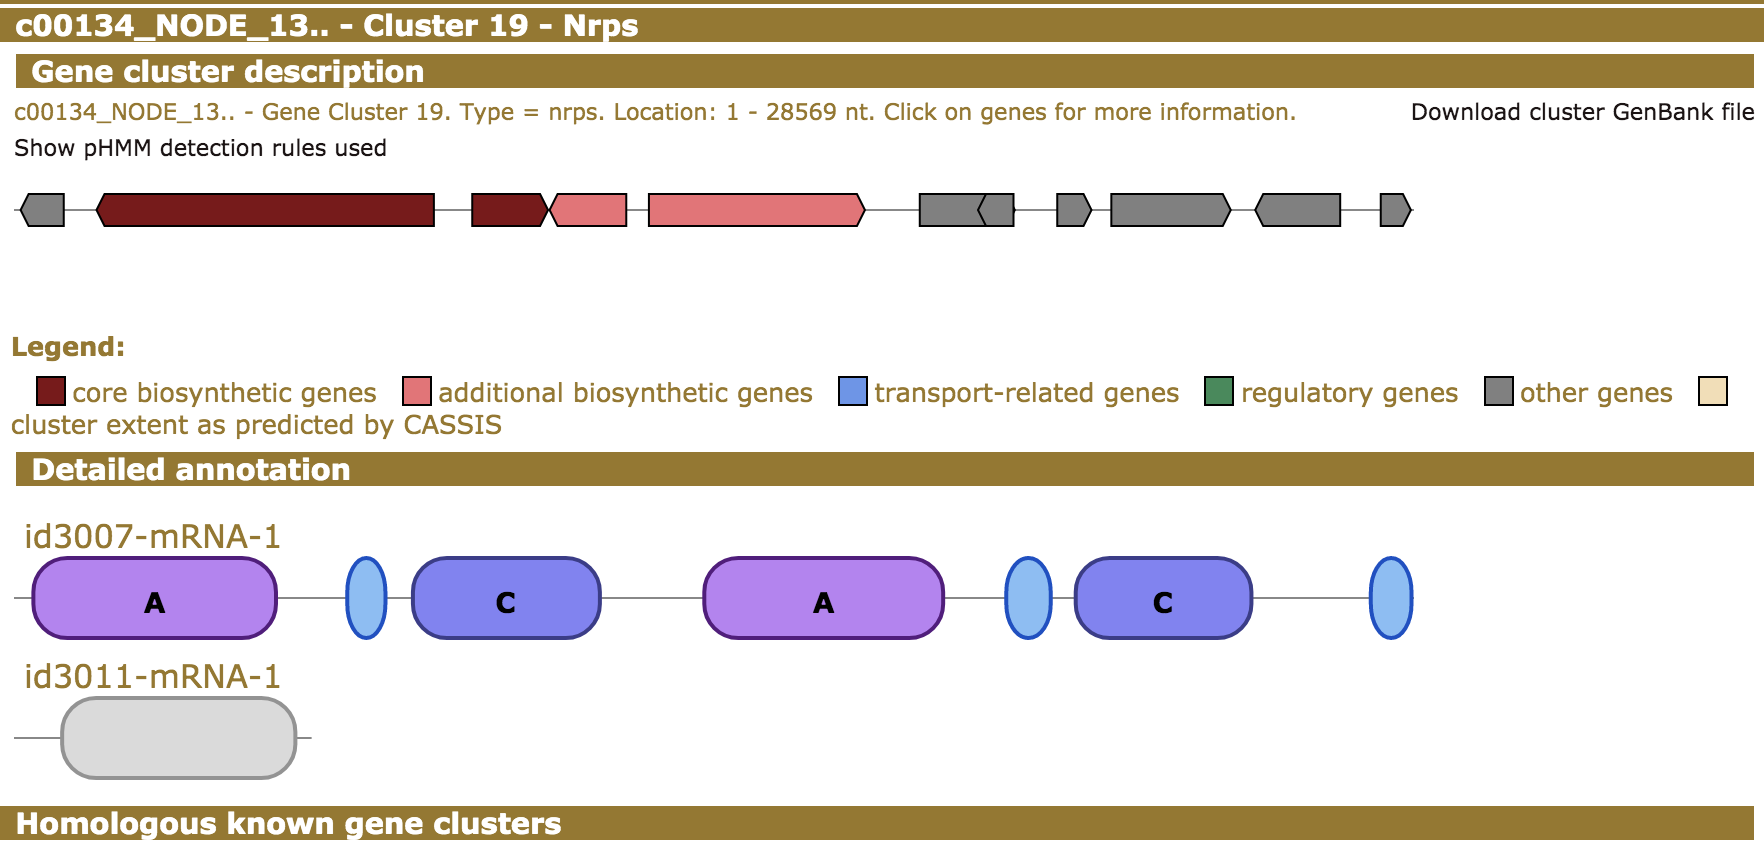 c00134_NODE_13.. - Cluster 19 - Nrps
Gene cluster description
c00134_NODE_13.. - Gene Cluster 19. Type = nrps. Location: 1 - 28569 nt. Click on genes for more information.
Download cluster GenBank file
Show pHMM detection rules used
Legend:
core biosynthetic genes additional biosynthetic genes transport-related genes regulatory genes other genes
cluster extent as predicted by CASSIS
Detailed annotation
id3007-mRNA-1
A C A C
id3011-mRNA-1
Homologous known gene clusters